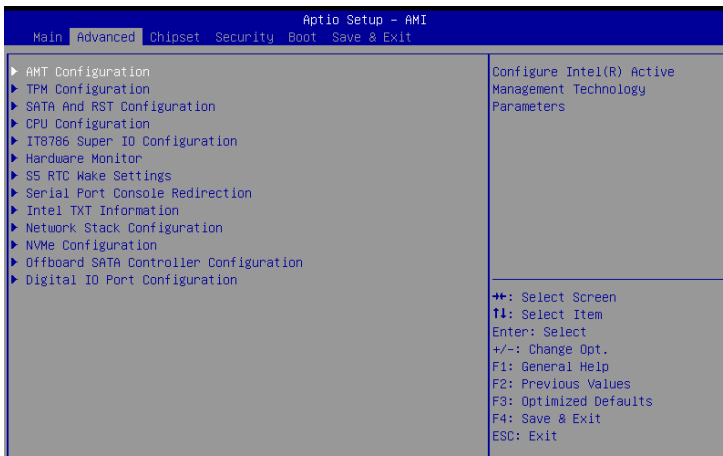 Aptio Setup – AMI
Main Advanced Chipset Security Boot Save & Exit
▶ AMT Configuration
▶ TPM Configuration
▶ SATA And RST Configuration
▶ CPU Configuration
▶ IT8786 Super IO Configuration
▶ Hardware Monitor
▶ S5 RTC Wake Settings
▶ Serial Port Console Redirection
▶ Intel TXT Information
▶ Network Stack Configuration
▶ NVMe Configuration
▶ Offboard SATA Controller Configuration
▶ Digital IO Port Configuration
Configure Intel(R) Active
Management Technology
Parameters
→←: Select Screen
↑↓: Select Item
Enter: Select
+/-: Change Opt.
F1: General Help
F2: Previous Values
F3: Optimized Defaults
F4: Save & Exit
ESC: Exit